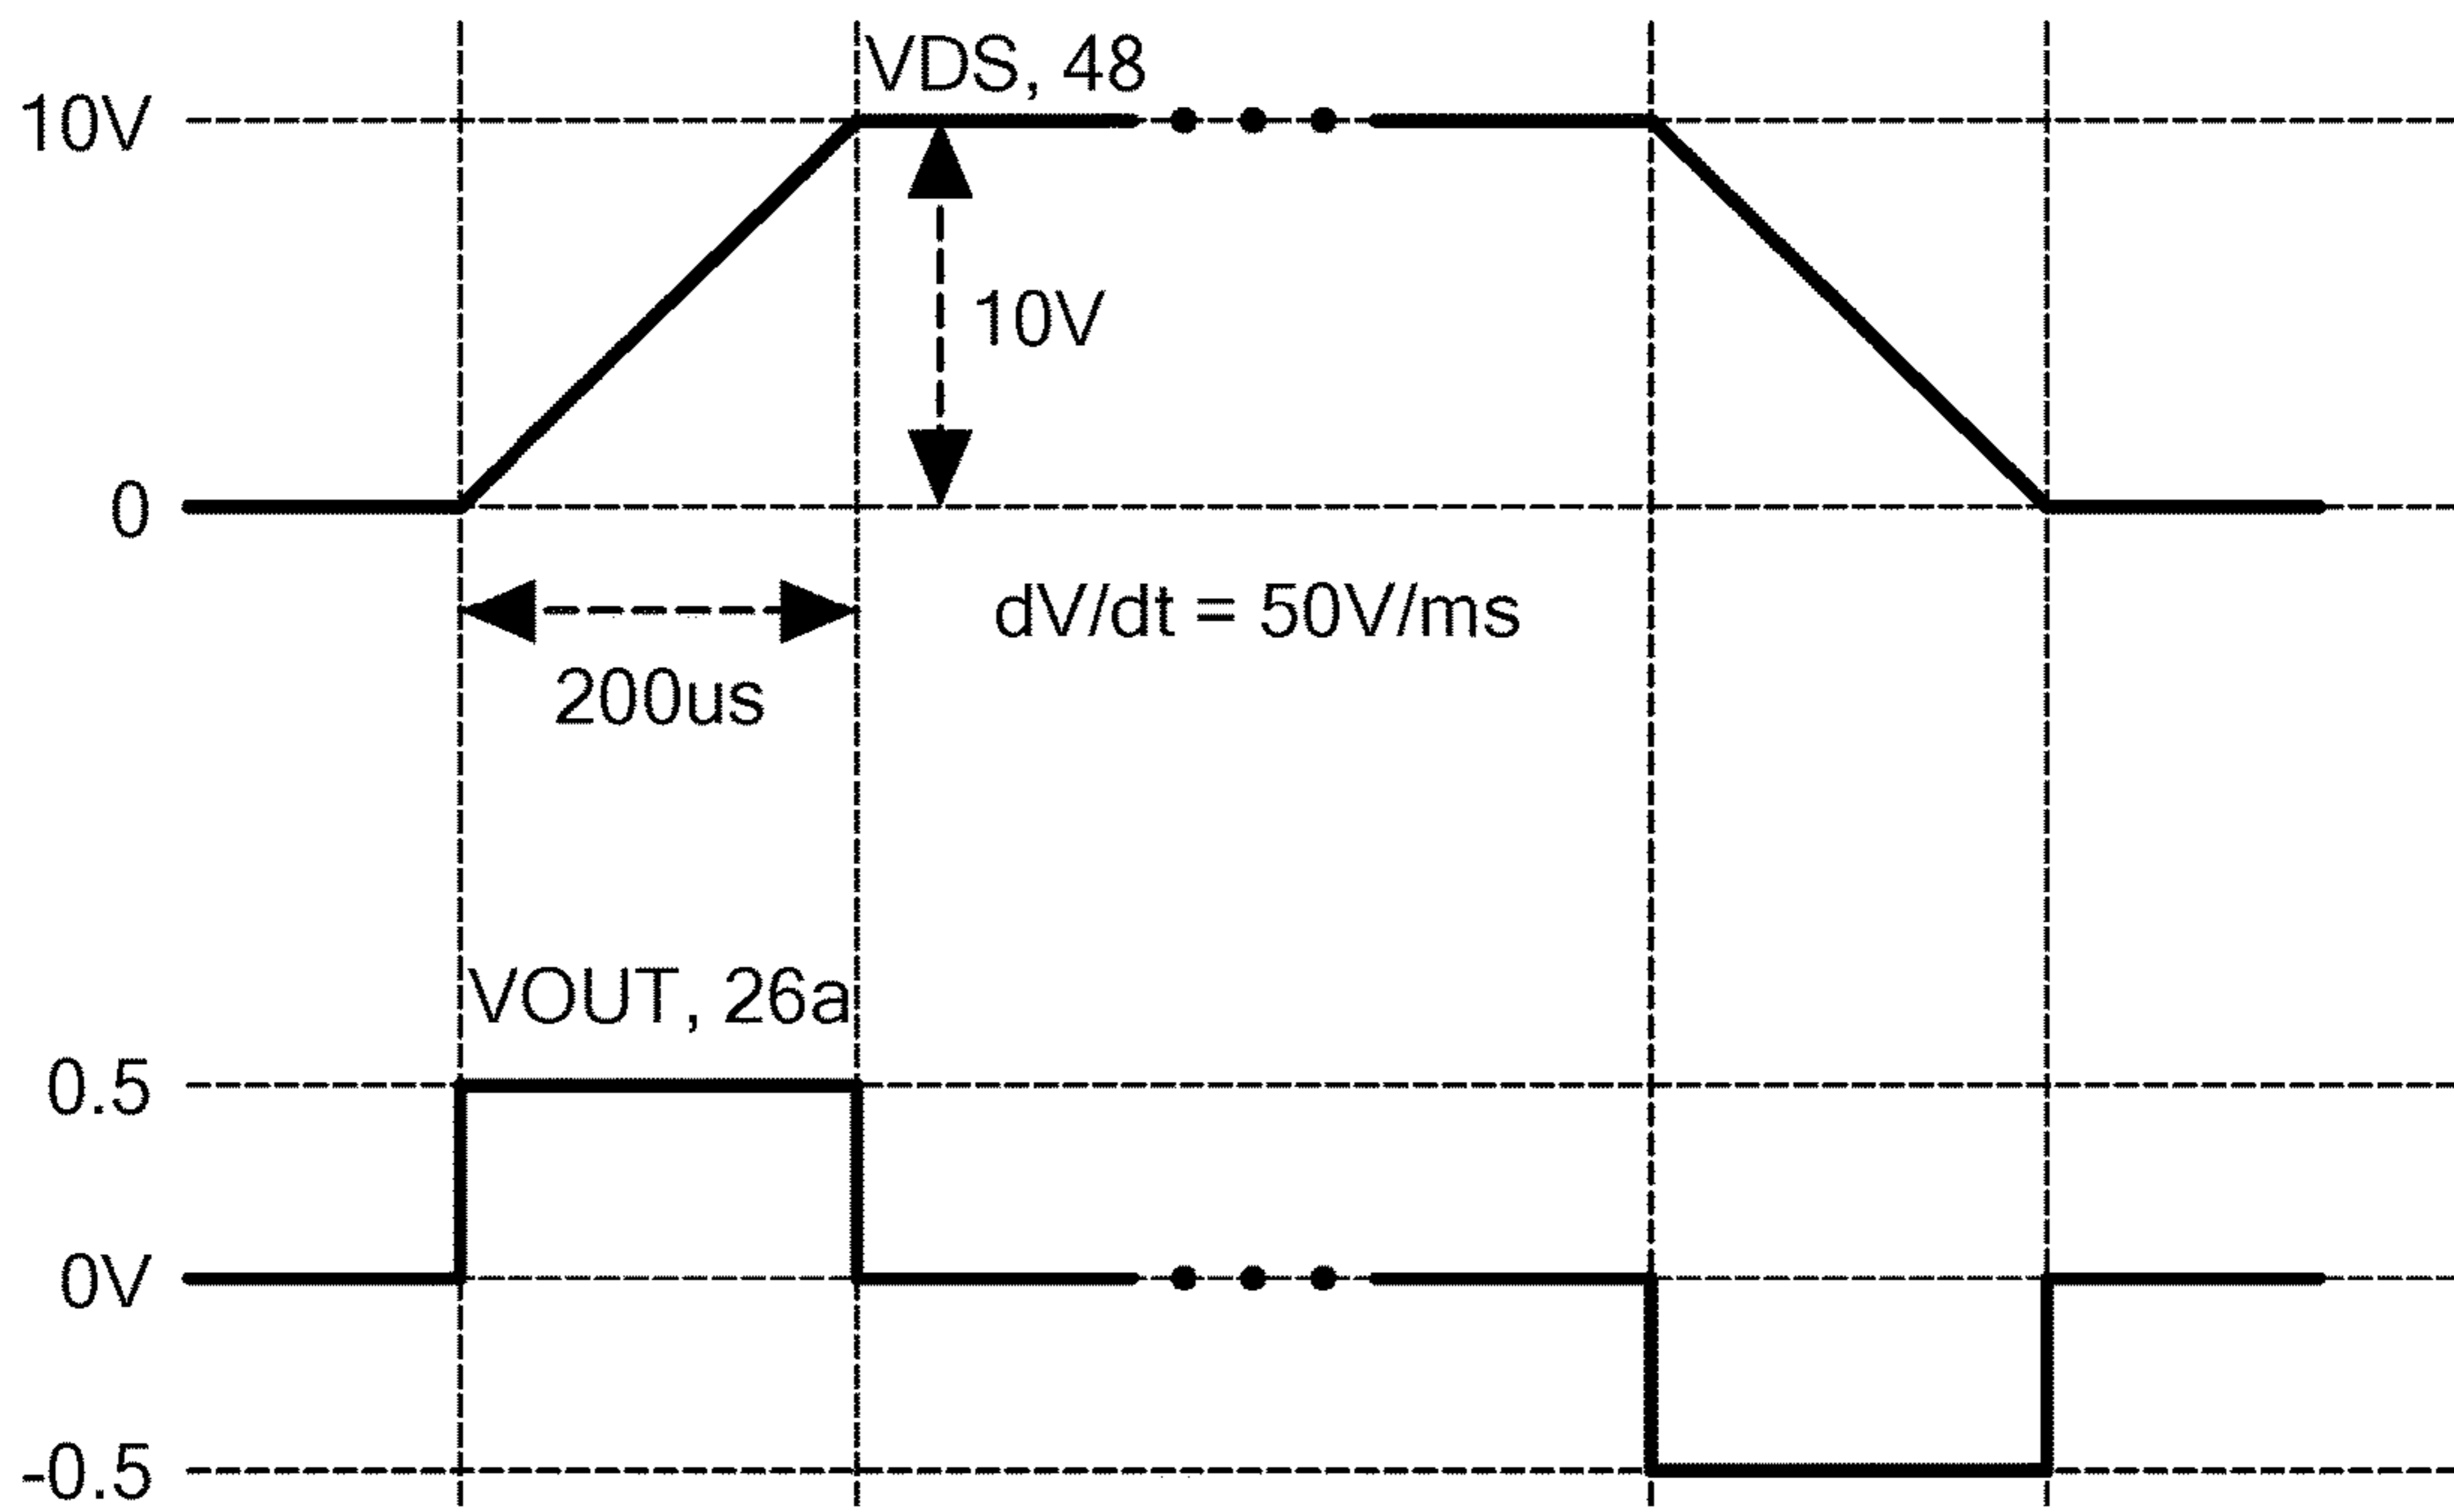 VDS, 48
10V
10V
0
dV/dt = 50V/ms
200us
VOUT, 26a
0.5
0V
-0.5